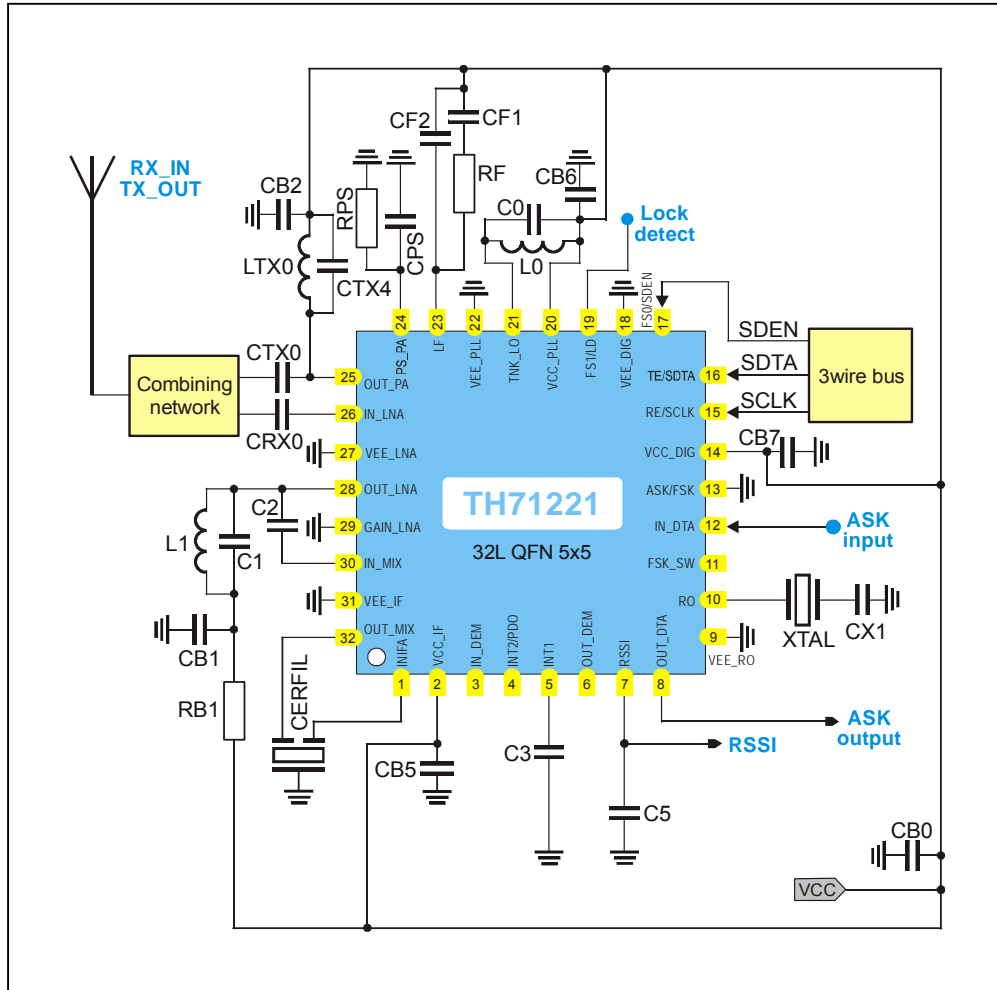 CF2
CF1
RX_IN
TX_OUT
CB2
RPS
CPS
RF
CB6
C0
L0
Lock
detect
LTX0
CTX4
FS0/SDEN
24
23
22
21
20
19
18
17
PS_PA
LF
VEE_PLL
TNK_LO
VCC_PLL
FS1/LD
VEE_DIG
SDEN
SDTA
SCLK
3wire bus
Combining
network
CTX0
CRX0
25 OUT_PA
26 IN_LNA
27 VEE_LNA
28 OUT_LNA
29 GAIN_LNA
30 IN_MIX
31 VEE_IF
32 OUT_MIX
TE/SDTA 16
RE/SCLK 15
VCC_DIG 14
ASK/FSK 13
IN_DTA 12
FSK_SW 11
RO 10
9
VEE_RO
CB7
TH71221
32L QFN 5x5
ASK
input
C2
L1
C1
CB1
RB1
XTAL
CX1
INIFA
VCC_IF
IN_DEM
INT2/PDO
INT1
OUT_DEM
RSSI
OUT_DTA
1
2
3
4
5
6
7
8
CERFIL
CB5
C3
C5
RSSI
ASK
output
CB0
VCC